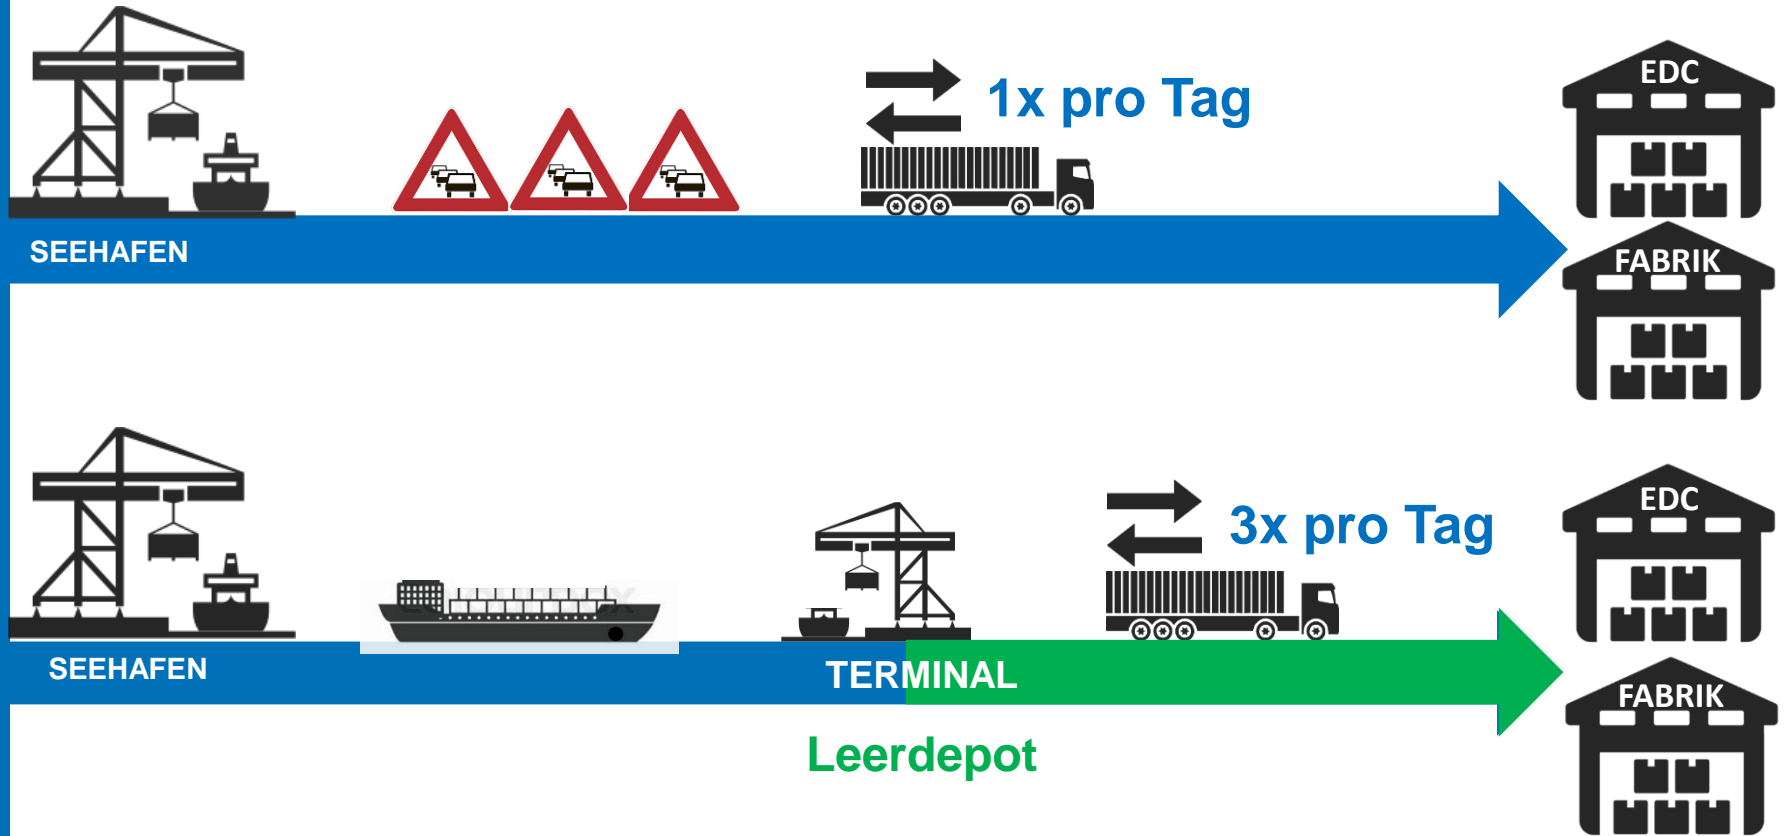 1x pro Tag
EDC
SEEHAFEN
FABRIK
3x pro Tag
EDC
SEEHAFEN
TERMINAL
FABRIK
Leerdepot